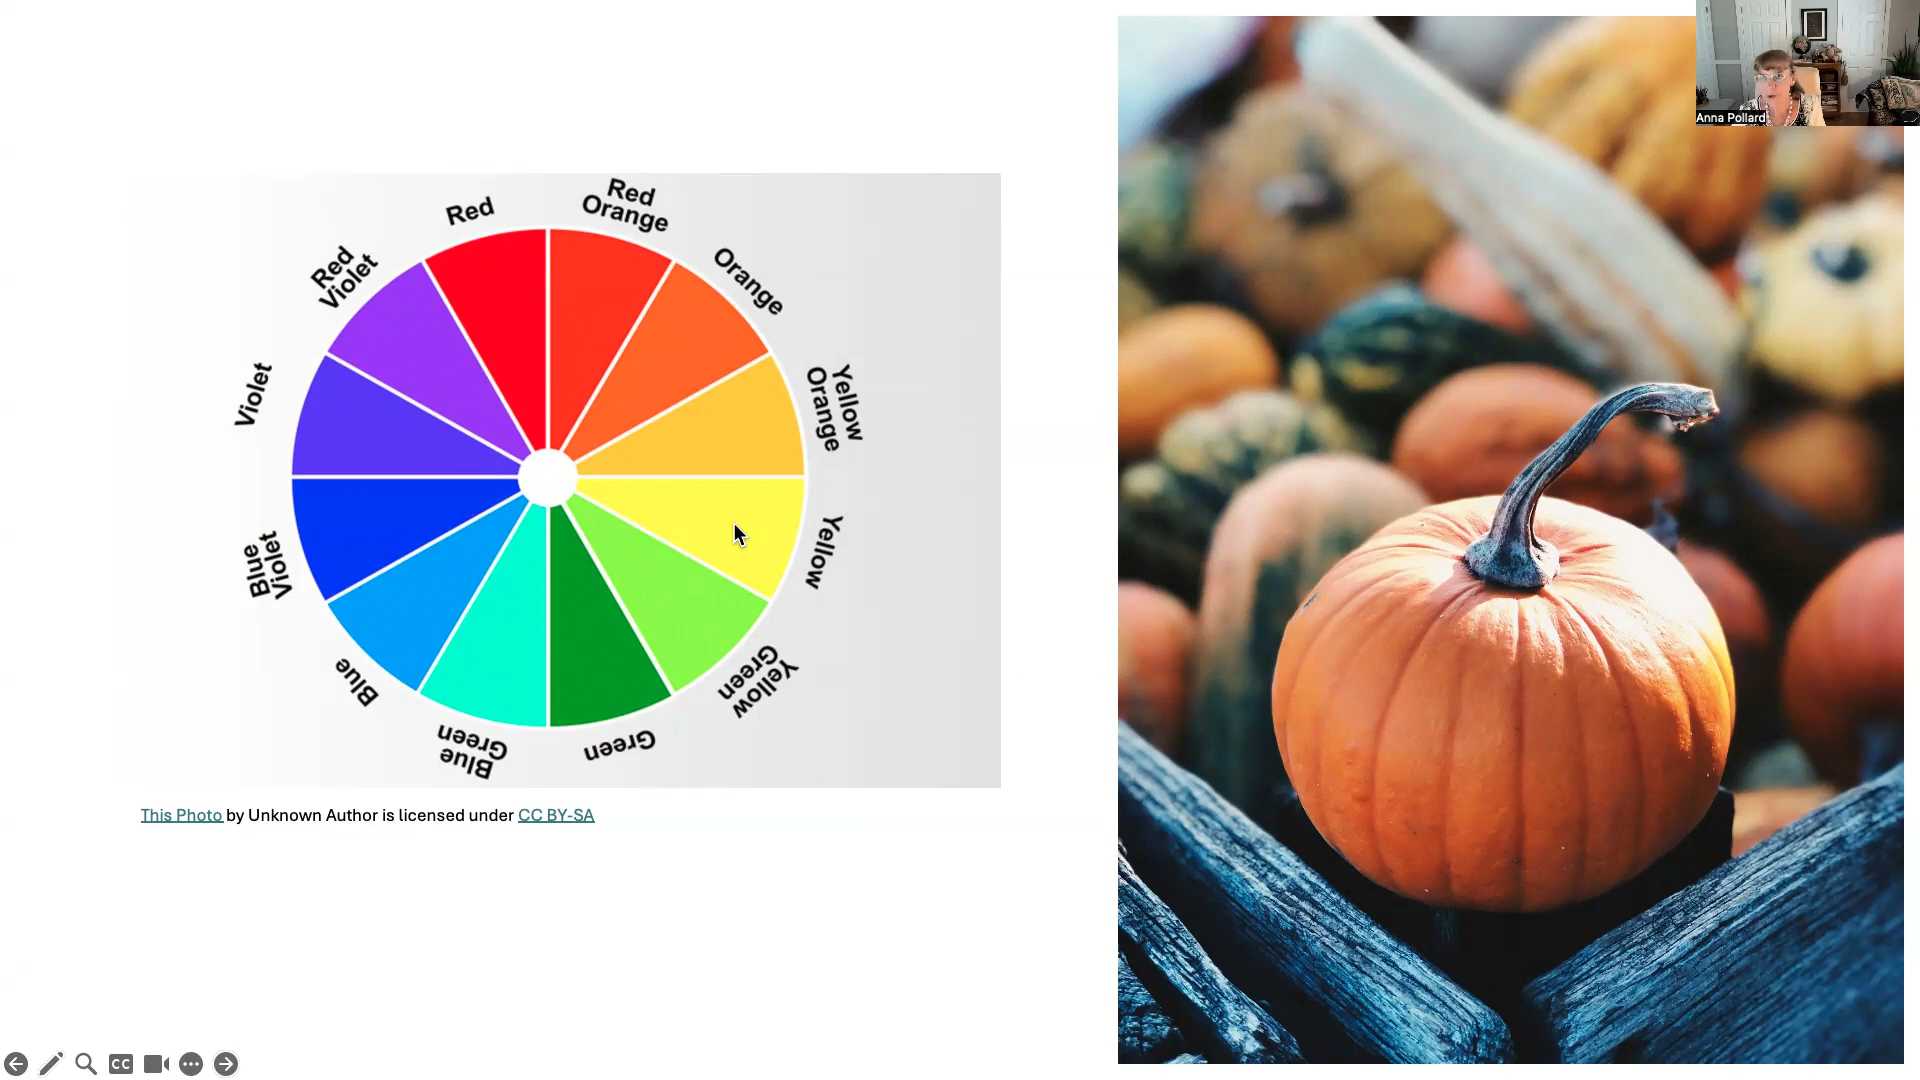 Anna Pollard
Red
Red
Orange
Orange
Yellow
Orange
Yellow
Yellow
Green
Green
Blue
Green
Blue
Blue
Violet
Violet
Red
Violet
This Photo by Unknown Author is licensed under CC BY-SA
CC